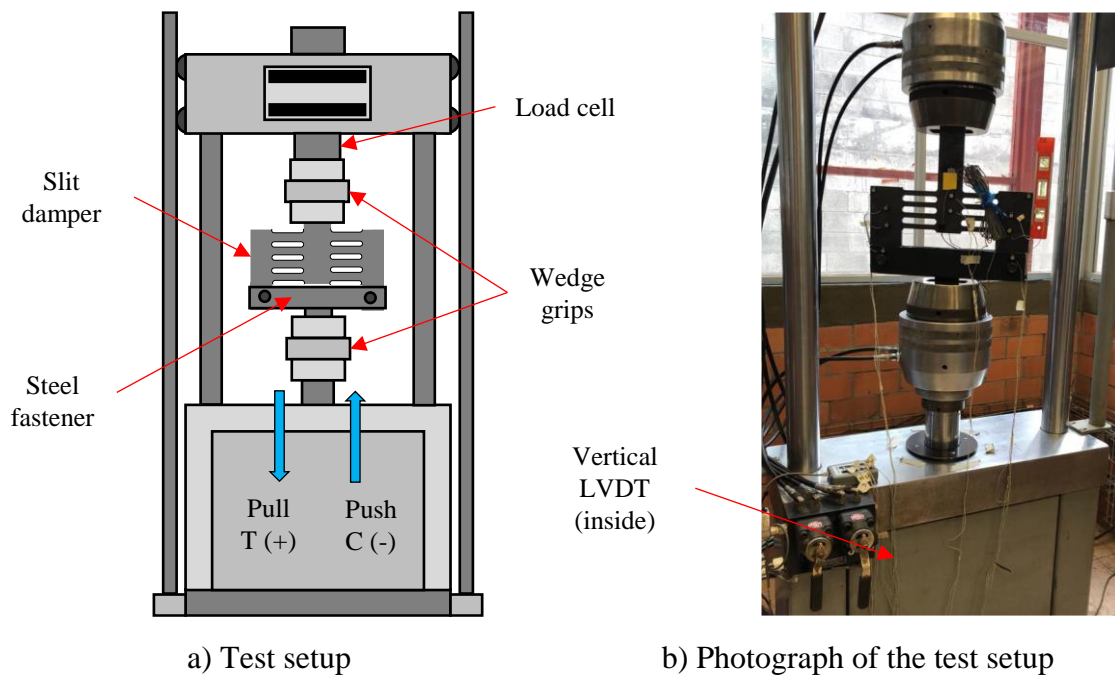 Load cell
Slit
damper
Wedge
grips
Steel
fastener
Pull
T (+)
Push
C (-)
Vertical
LVDT
(inside)
a) Test setup
b) Photograph of the test setup